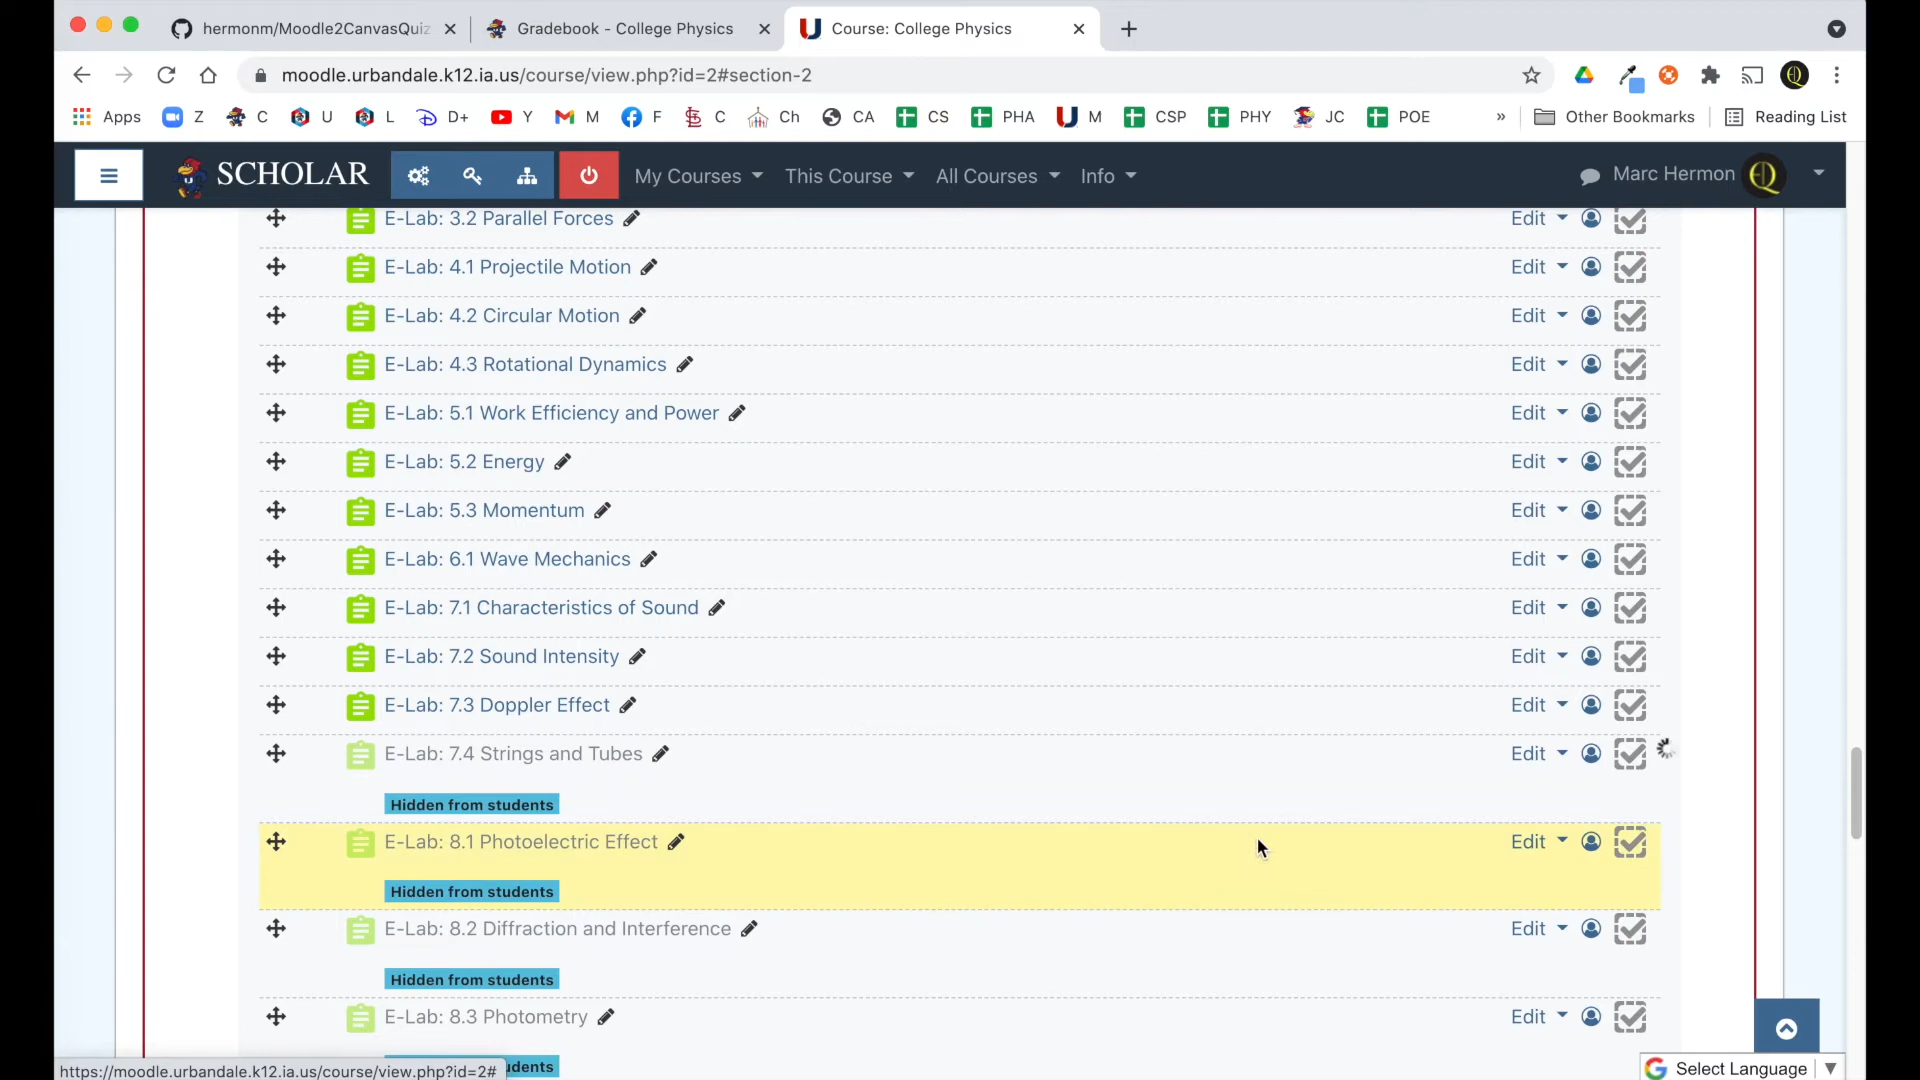 hermonm/Moodle2CanvasQuiz
Gradebook - College Physics
Course: College Physics
moodle.urbandale.k12.ia.us/course/view.php?id=2#section-2
Apps Z C U L D+ Y M F C Ch CA CS PHA M CSP PHY JC POE » Other Bookmarks Reading List
SCHOLAR My Courses This Course All Courses Info Marc Hermon
E-Lab: 3.2 Parallel Forces Edit
E-Lab: 4.1 Projectile Motion Edit
E-Lab: 4.2 Circular Motion Edit
E-Lab: 4.3 Rotational Dynamics Edit
E-Lab: 5.1 Work Efficiency and Power Edit
E-Lab: 5.2 Energy Edit
E-Lab: 5.3 Momentum Edit
E-Lab: 6.1 Wave Mechanics Edit
E-Lab: 7.1 Characteristics of Sound Edit
E-Lab: 7.2 Sound Intensity Edit
E-Lab: 7.3 Doppler Effect Edit
E-Lab: 7.4 Strings and Tubes Edit
Hidden from students
E-Lab: 8.1 Photoelectric Effect Edit
Hidden from students
E-Lab: 8.2 Diffraction and Interference Edit
Hidden from students
E-Lab: 8.3 Photometry Edit
https://moodle.urbandale.k12.ia.us/course/view.php?id=2#
Select Language